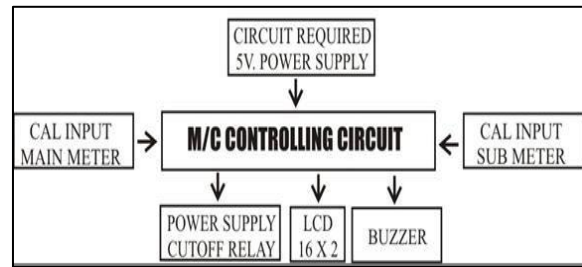 CIRCUIT REQUIRED
5V. POWER SUPPLY
CAL INPUT
MAIN METER
M/C CONTROLLING CIRCUIT
CAL INPUT
SUB METER
POWER SUPPLY
CUTOFF RELAY
LCD
16 X 2
BUZZER